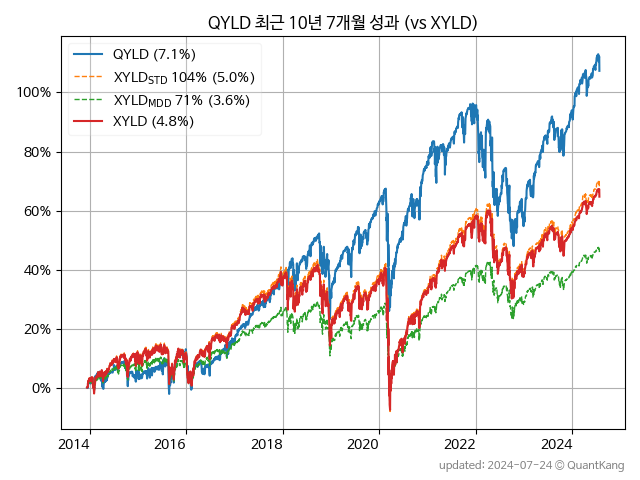 QYLD 최근 10년 7개월 성과 (vs XYLD)
QYLD (7.1%)
XYLD_STD 104% (5.0%)
XYLD_MDD 71% (3.6%)
XYLD (4.8%)
100%
80%
60%
40%
20%
0%
2014 2016 2018 2020 2022 2024
updated: 2024-07-24 © QuantKang